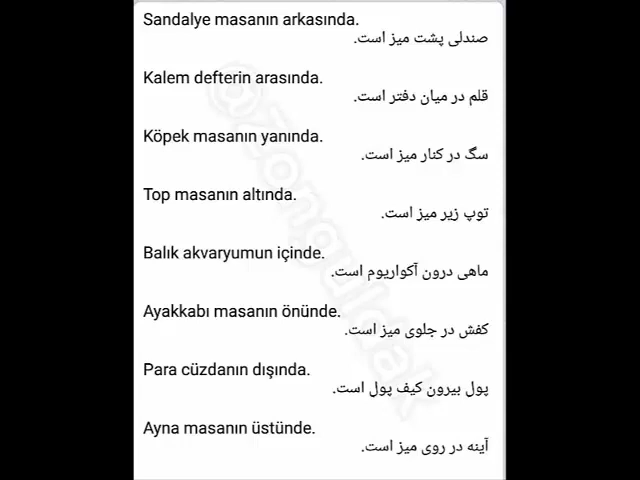 Sandalye masanın arkasında.
صندلی پشت میز است.
Kalem defterin arasında.
قلم در میان دفتر است.
Köpek masanın yanında.
سگ در کنار میز است.
Top masanın altında.
توپ زیر میز است.
Balık akvaryumun içinde.
ماهی درون آکواریوم است.
Ayakkabı masanın önünde.
کفش در جلوی میز است.
Para cüzdanın dışında.
پول بیرون کیف پول است.
Ayna masanın üstünde.
آینه در روی میز است.